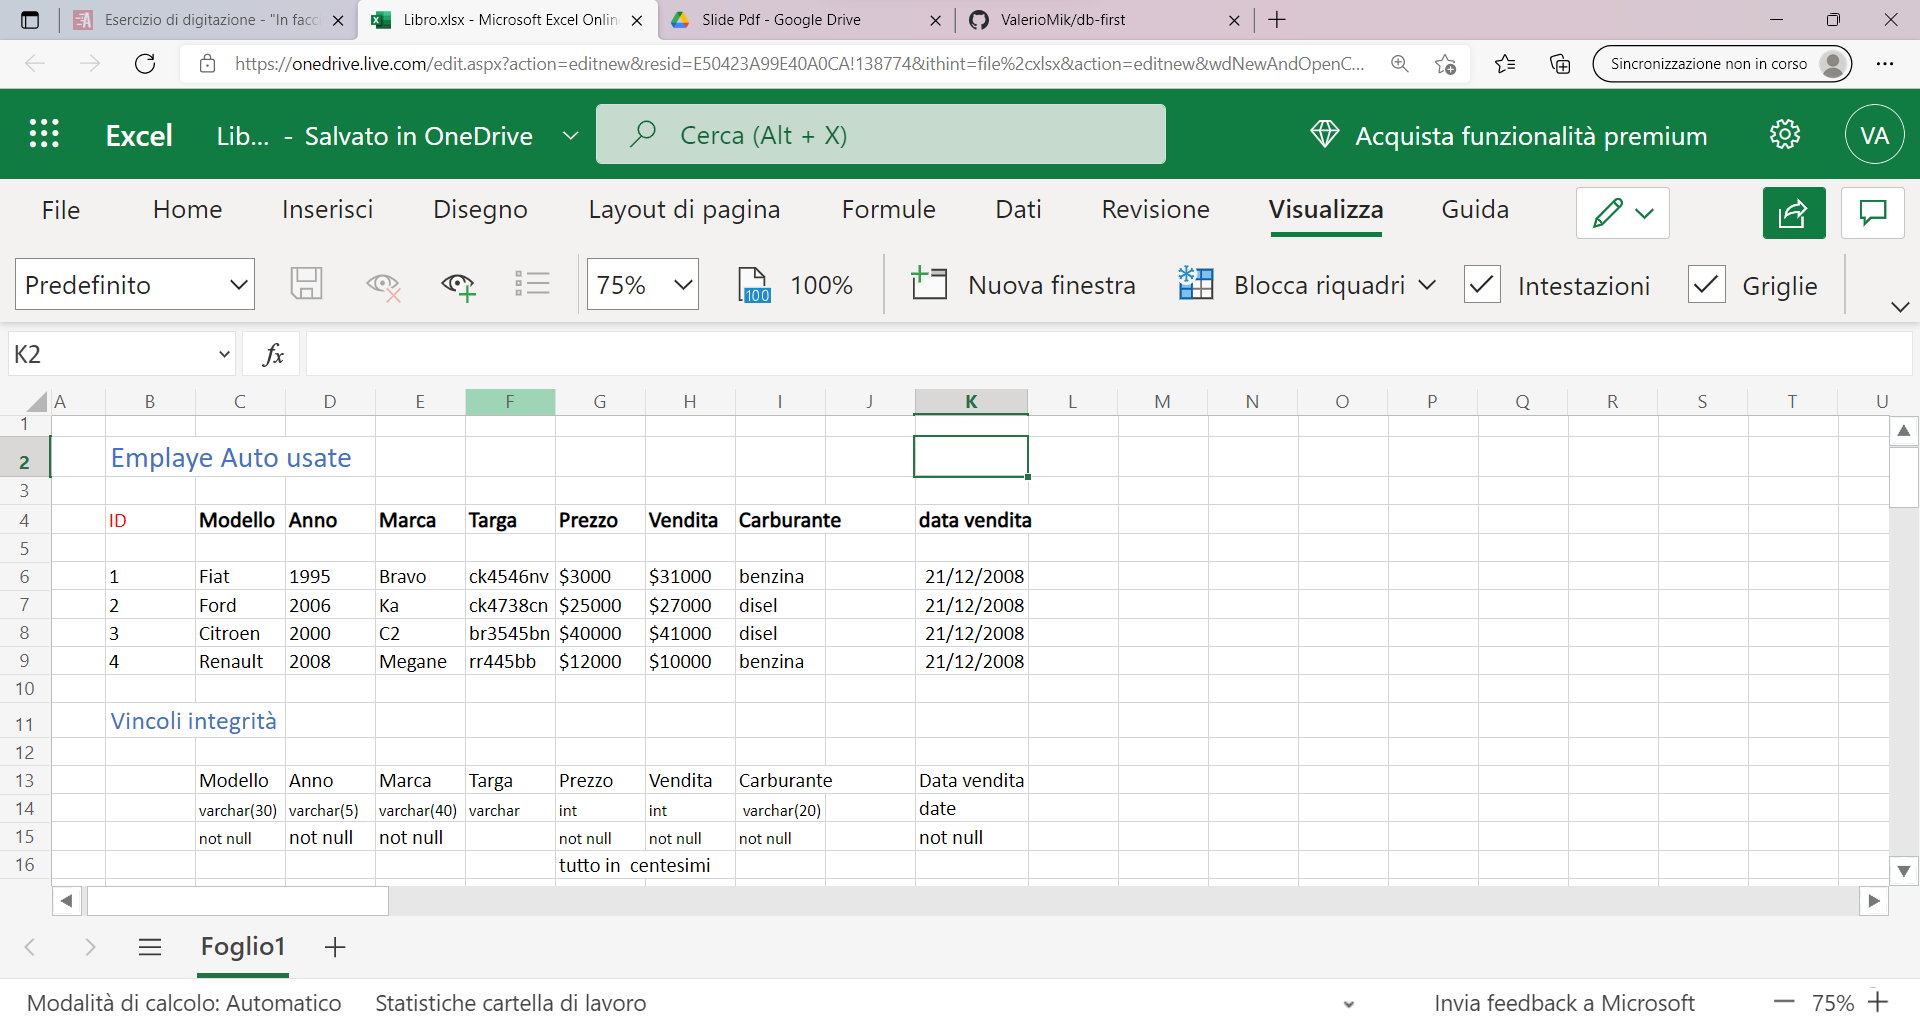 Esercizio di digitazione - "In facc
Libro.xlsx - Microsoft Excel Onlin
Slide Pdf - Google Drive
ValerioMik/db-first
https://onedrive.live.com/edit.aspx?action=editnew&resid=E50423A99E40A0CA!138774&ithint=file%2cxlsx&action=editnew&wdNewAndOpenC...
Sincronizzazione non in corso
Excel Lib... - Salvato in OneDrive
Cerca (Alt + X)
Acquista funzionalità premium
VA
File Home Inserisci Disegno Layout di pagina Formule Dati Revisione Visualizza Guida
Predefinito 75% 100 100% Nuova finestra Blocca riquadri Intestazioni Griglie
K2 fx
A B C D E F G H I J K L M N O P Q R S T U
1
2 Emplaye Auto usate
3
4 ID Modello Anno Marca Targa Prezzo Vendita Carburante data vendita
5
6 1 Fiat 1995 Bravo ck4546nv $3000 $31000 benzina 21/12/2008
7 2 Ford 2006 Ka ck4738cn $25000 $27000 disel 21/12/2008
8 3 Citroen 2000 C2 br3545bn $40000 $41000 disel 21/12/2008
9 4 Renault 2008 Megane rr445bb $12000 $10000 benzina 21/12/2008
10
11 Vincoli integrità
12
13 Modello Anno Marca Targa Prezzo Vendita Carburante Data vendita
14 varchar(30) varchar(5) varchar(40) varchar int int varchar(20) date
15 not null not null not null not null not null not null not null
16 tutto in centesimi
Foglio1
Modalità di calcolo: Automatico Statistiche cartella di lavoro Invia feedback a Microsoft 75%